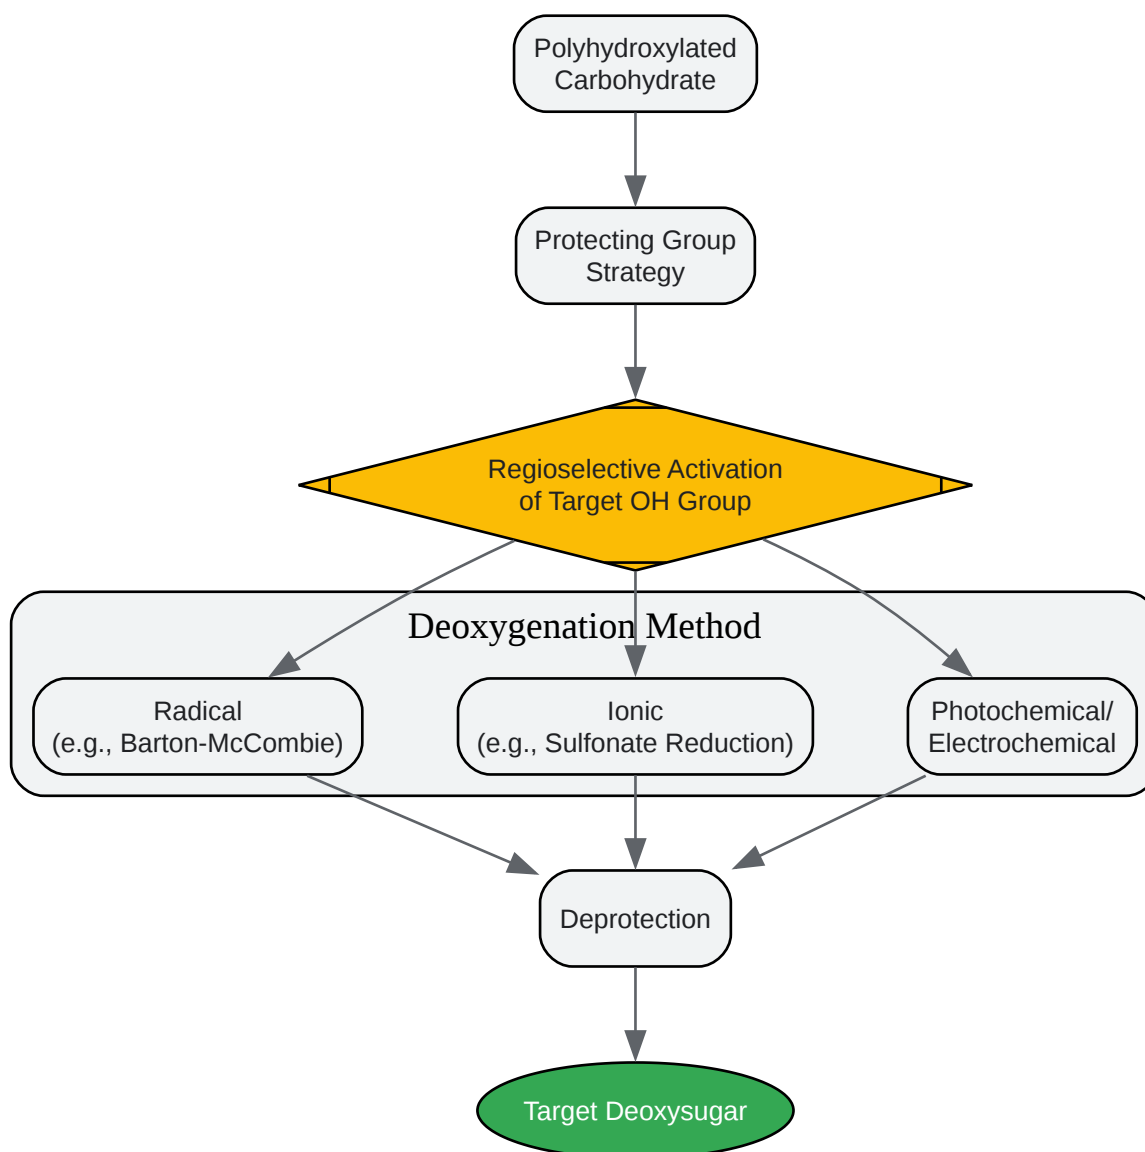 Polyhydroxylated
Carbohydrate
Protecting Group
Strategy
Regioselective Activation
of Target OH Group
Deoxygenation Method
Radical
(e.g., Barton-McCombie)
Ionic
(e.g., Sulfonate Reduction)
Photochemical/
Electrochemical
Deprotection
Target Deoxysugar